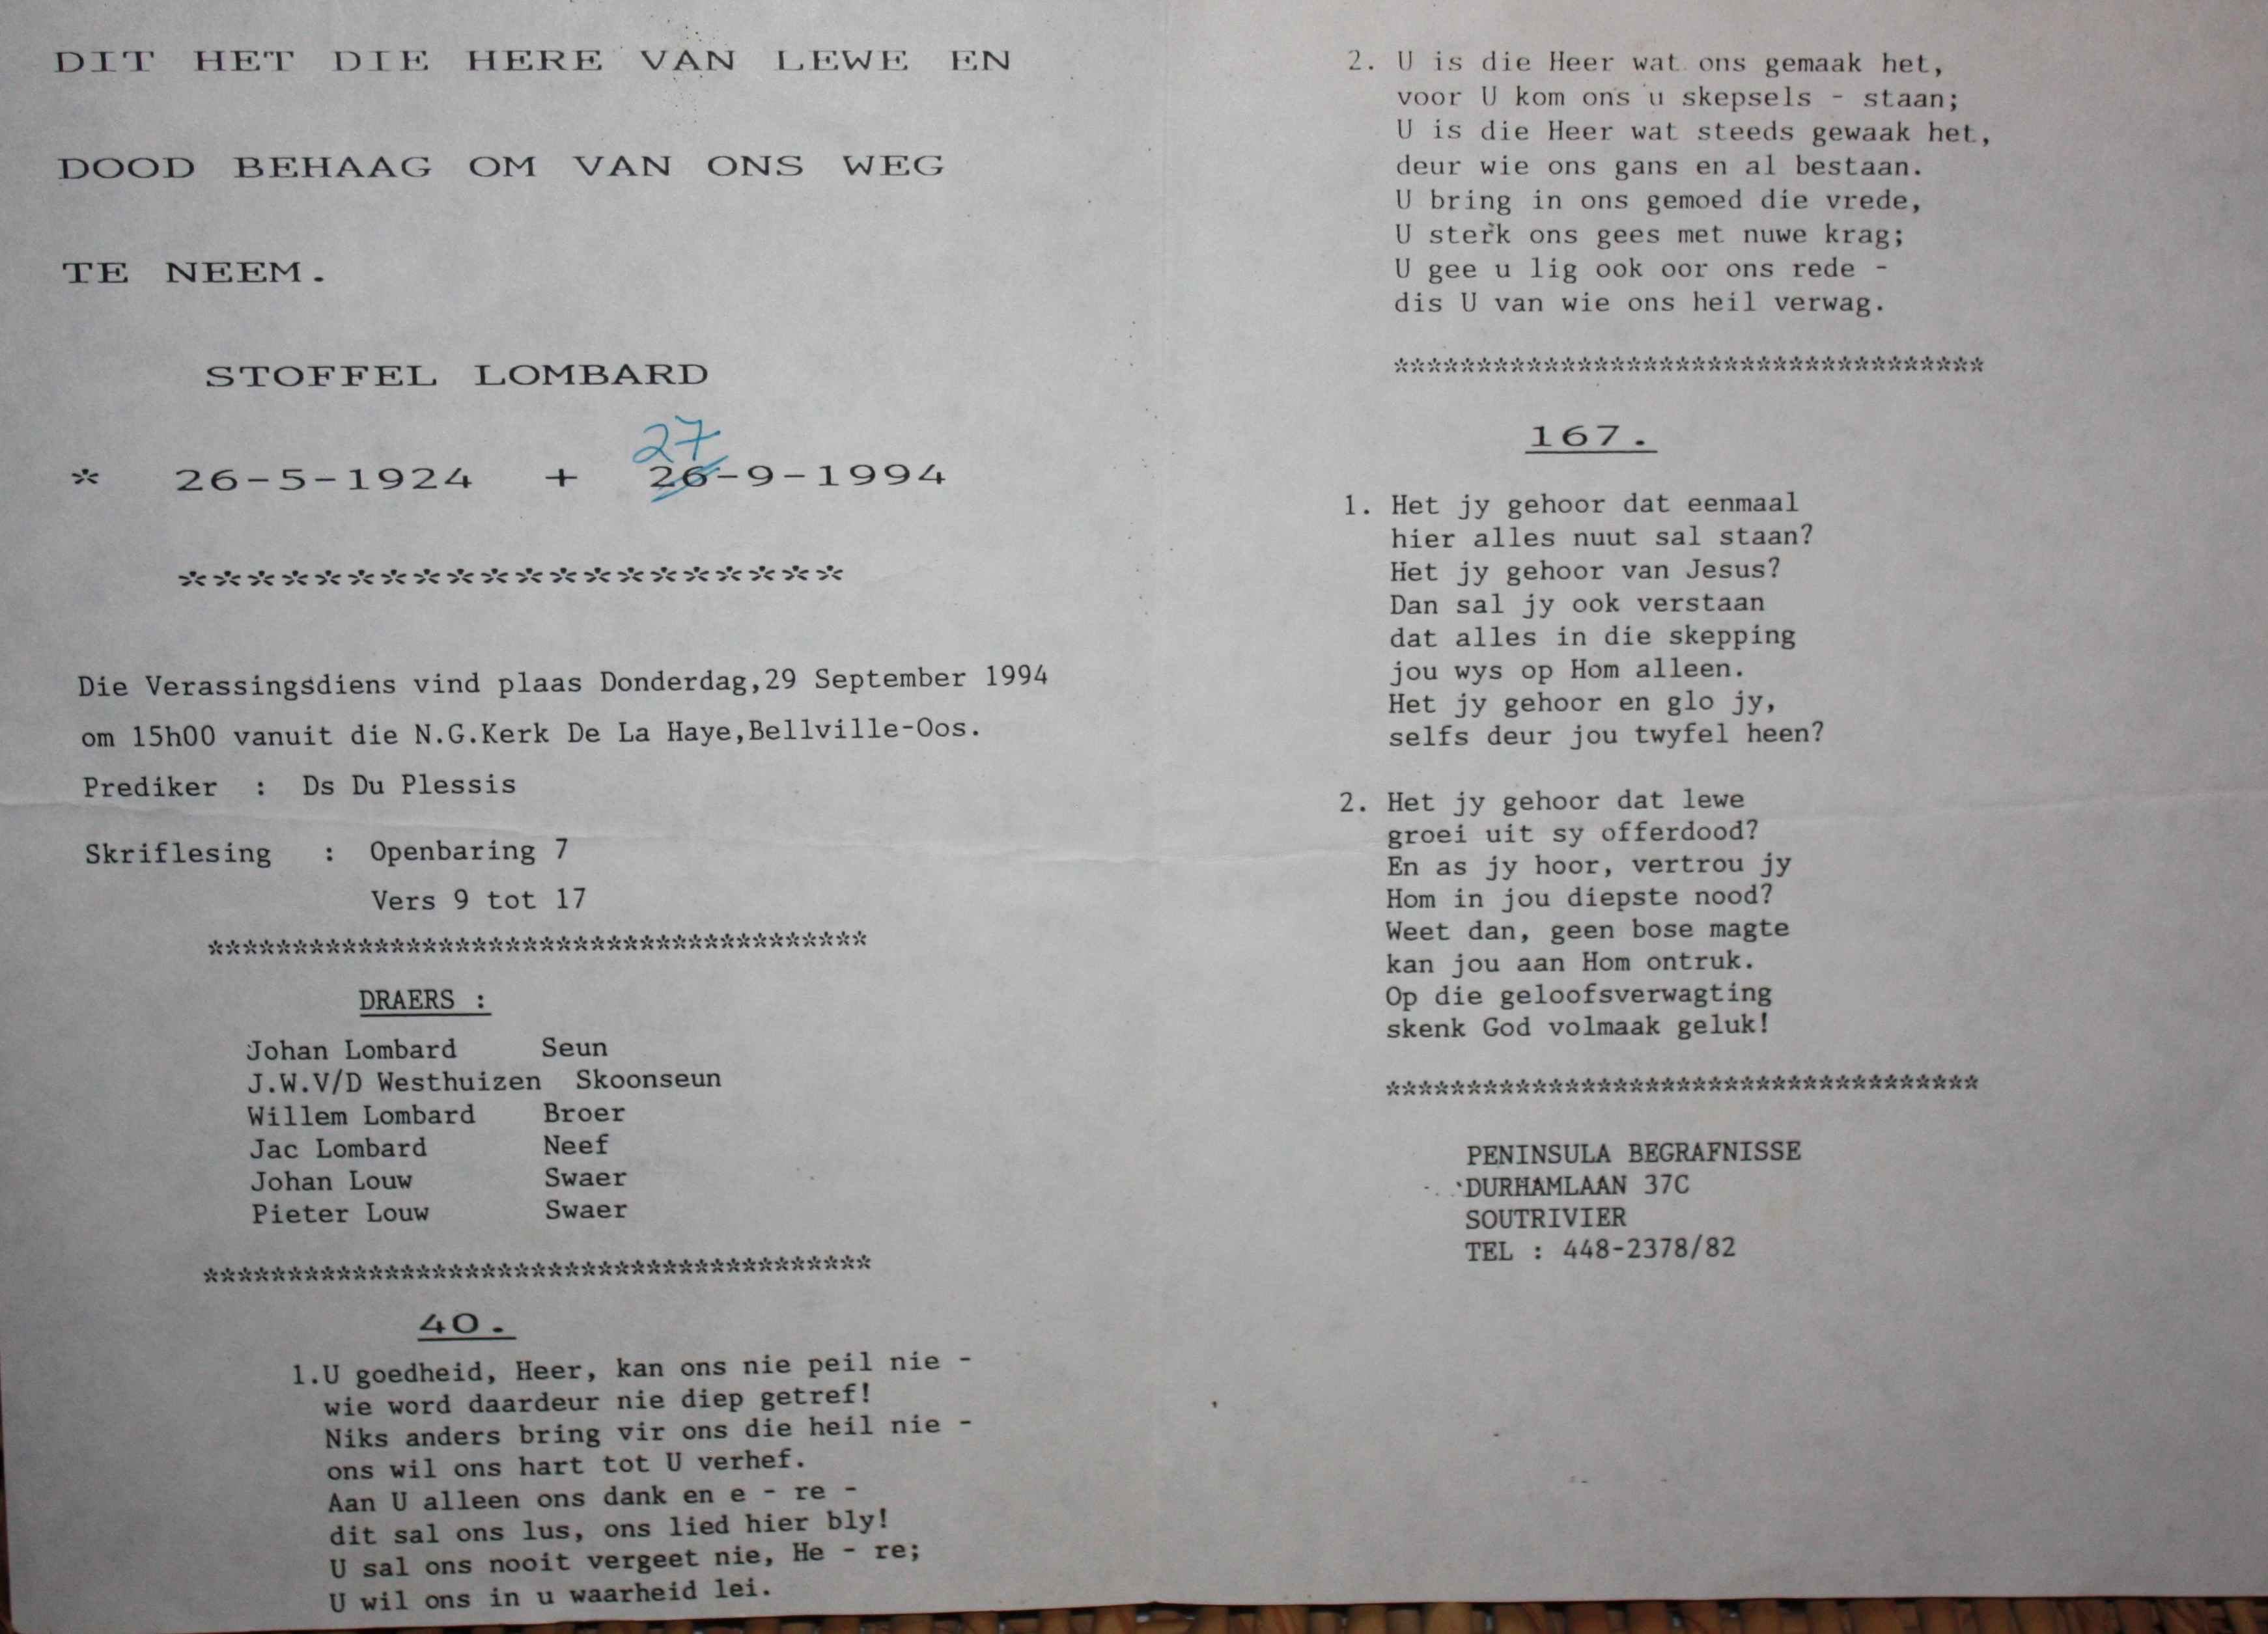 DIT HET DIE HERE VAN LEWE EN
DOOD BEHAAG OM VAN ONS WEG
TE NEEM.
STOFFEL LOMBARD
27
* 26-5-1924 + 26-9-1994
********************
Die Verassingsdiens vind plaas Donderdag,29 September 1994
om 15h00 vanuit die N.G.Kerk De La Haye,Bellville-Oos.
Prediker : Ds Du Plessis
Skriflesing : Openbaring 7
Vers 9 tot 17
****************************************
DRAERS :
Johan Lombard Seun
J.W.V/D Westhuizen Skoonseun
Willem Lombard Broer
Jac Lombard Neef
Johan Louw Swaer
Pieter Louw Swaer
****************************************
40.
1.U goedheid, Heer, kan ons nie peil nie -
wie word daardeur nie diep getref!
Niks anders bring vir ons die heil nie -
ons wil ons hart tot U verhef.
Aan U alleen ons dank en e - re -
dit sal ons lus, ons lied hier bly!
U sal ons nooit vergeet nie, He - re;
U wil ons in u waarheid lei.
2. U is die Heer wat ons gemaak het,
voor U kom ons u skepsels - staan;
U is die Heer wat steeds gewaak het,
deur wie ons gans en al bestaan.
U bring in ons gemoed die vrede,
U sterk ons gees met nuwe krag;
U gee u lig ook oor ons rede -
dis U van wie ons heil verwag.
************************************
167.
1. Het jy gehoor dat eenmaal
hier alles nuut sal staan?
Het jy gehoor van Jesus?
Dan sal jy ook verstaan
dat alles in die skepping
jou wys op Hom alleen.
Het jy gehoor en glo jy,
selfs deur jou twyfel heen?
2. Het jy gehoor dat lewe
groei uit sy offerdood?
En as jy hoor, vertrou jy
Hom in jou diepste nood?
Weet dan, geen bose magte
kan jou aan Hom ontruk.
Op die geloofsverwagting
skenk God volmaak geluk!
************************************
PENINSULA BEGRAFNISSE
DURHAMLAAN 37C
SOUTRIVIER
TEL : 448-2378/82